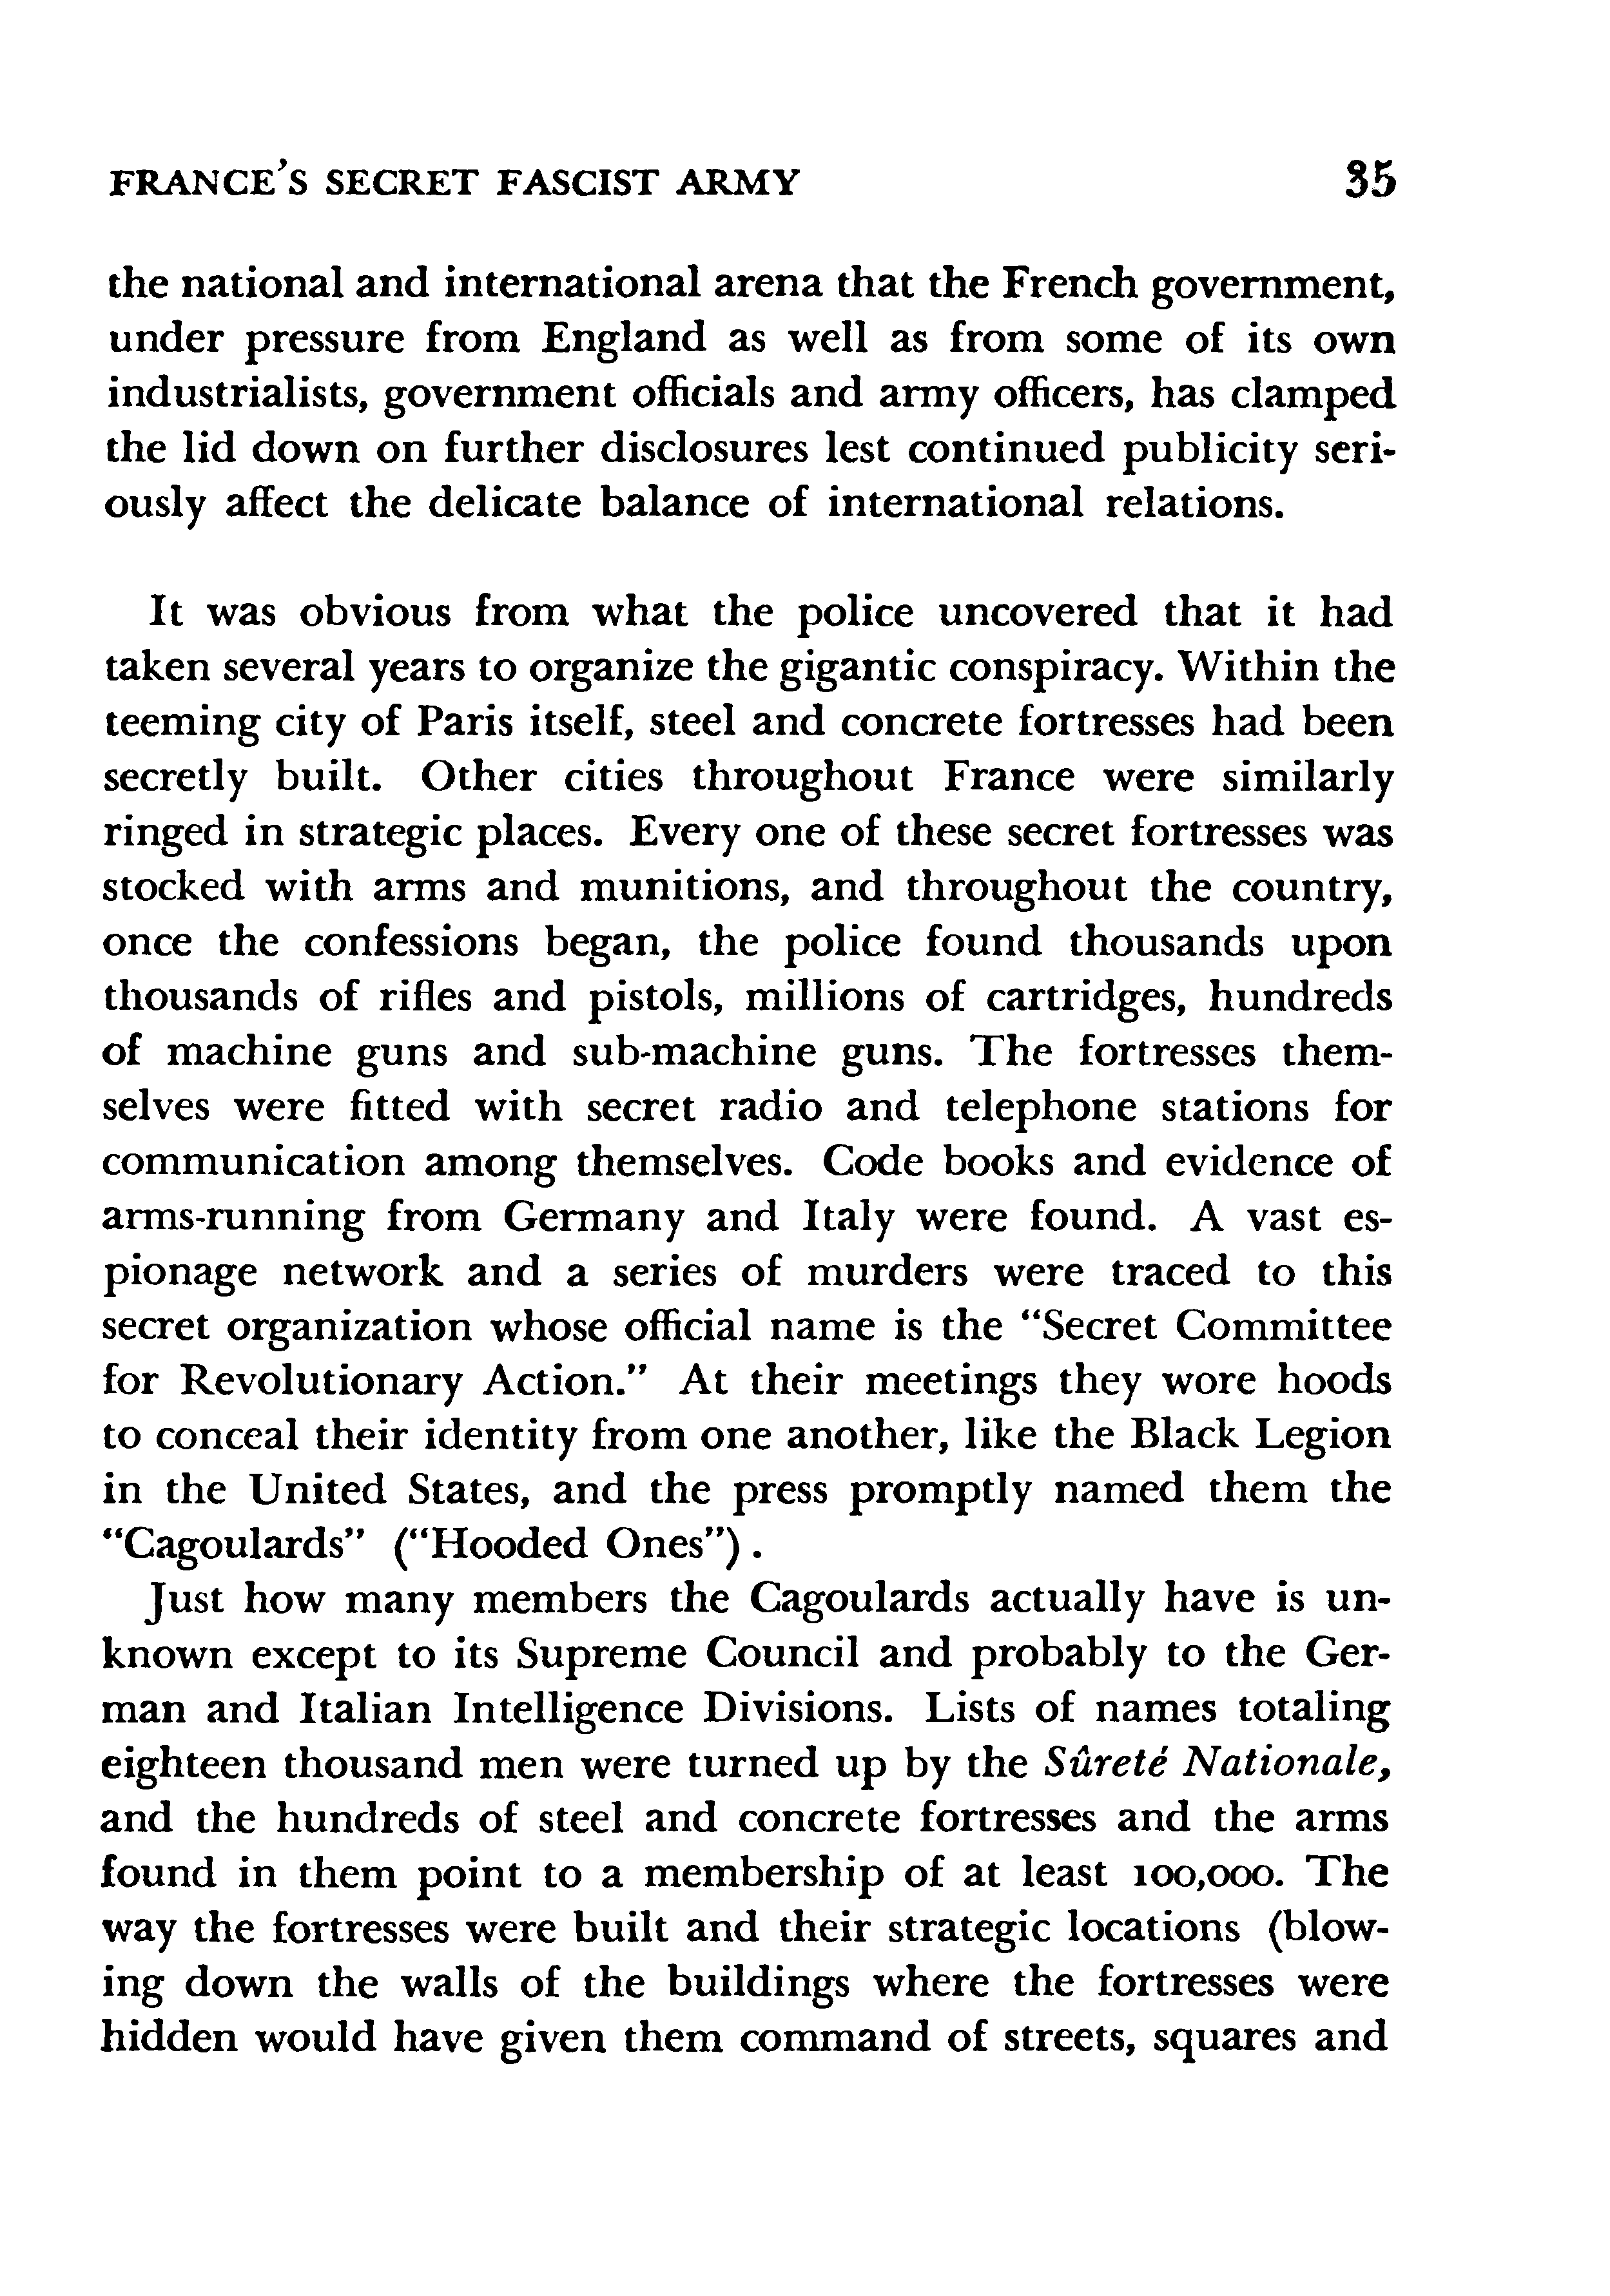 FRANCE'S SECRET FASCIST ARMY 35
the national and international arena that the French government,
under pressure from England as well as from some of its own
industrialists, government officials and army officers, has clamped
the lid down on further disclosures lest continued publicity seri-
ously affect the delicate balance of international relations.
It was obvious from what the police uncovered that it had
taken several years to organize the gigantic conspiracy. Within the
teeming city of Paris itself, steel and concrete fortresses had been
secretly built. Other cities throughout France were similarly
ringed in strategic places. Every one of these secret fortresses was
stocked with arms and munitions, and throughout the country,
once the confessions began, the police found thousands upon
thousands of rifles and pistols, millions of cartridges, hundreds
of machine guns and sub-machine guns. The fortresses them-
selves were fitted with secret radio and telephone stations for
communication among themselves. Code books and evidence of
arms-running from Germany and Italy were found. A vast es-
pionage network and a series of murders were traced to this
secret organization whose official name is the "Secret Committee
for Revolutionary Action." At their meetings they wore hoods
to conceal their identity from one another, like the Black Legion
in the United States, and the press promptly named them the
"Cagoulards" ("Hooded Ones").
Just how many members the Cagoulards actually have is un-
known except to its Supreme Council and probably to the Ger-
man and Italian Intelligence Divisions. Lists of names totaling
eighteen thousand men were turned up by the Sûreté Nationale,
and the hundreds of steel and concrete fortresses and the arms
found in them point to a membership of at least 100,000. The
way the fortresses were built and their strategic locations (blow-
ing down the walls of the buildings where the fortresses were
hidden would have given them command of streets, squares and